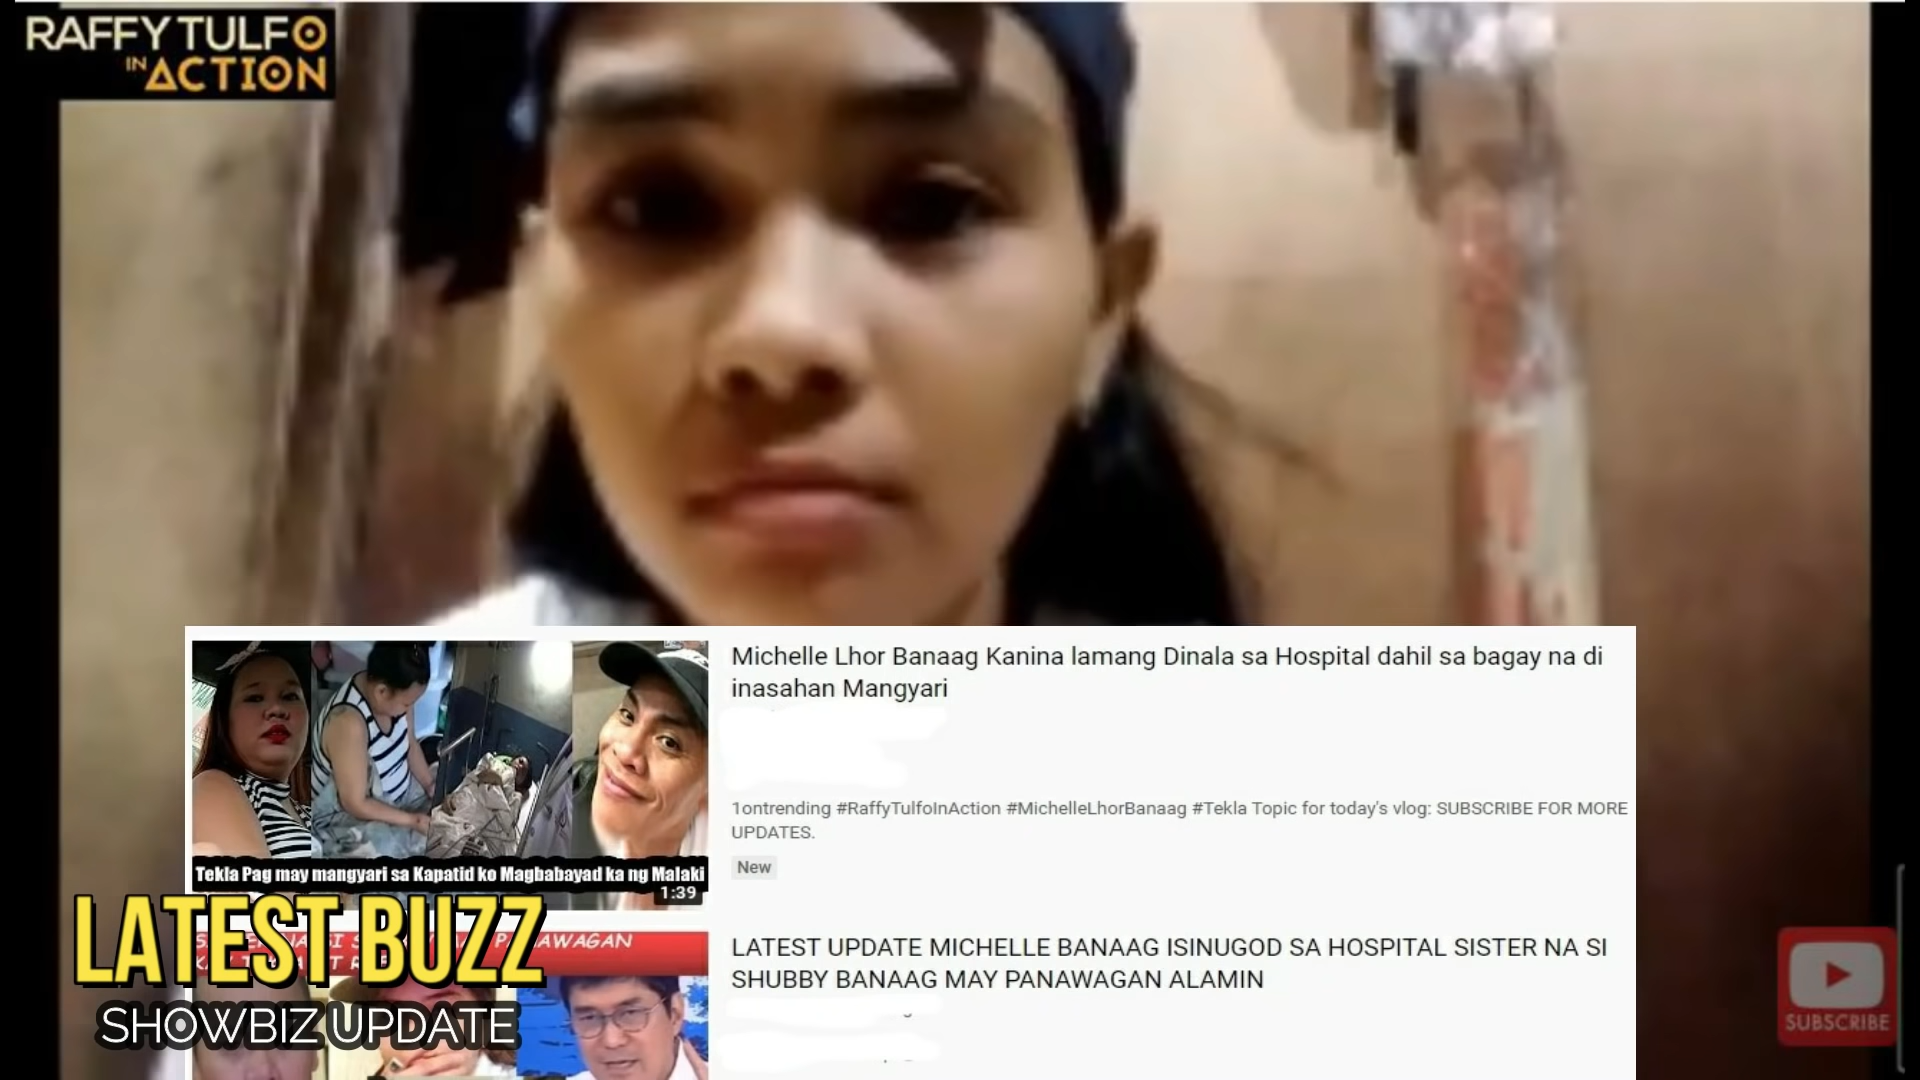 RAFFY TULFO
IN ACTION
Michelle Lhor Banaag Kanina lamang Dinala sa Hospital dahil sa bagay na di
inasahan Mangyari
1ontrending #RaffyTulfoInAction #MichelleLhorBanaag #Tekla Topic for today's vlog: SUBSCRIBE FOR MORE
UPDATES.
New
Tekla Pag may mangyari sa Kapatid ko Magbabayad ka ng Malaki
1:39
LATEST BUZZ
SHOWBIZ UPDATE
LATEST UPDATE MICHELLE BANAAG ISINUGOD SA HOSPITAL SISTER NA SI
SHUBBY BANAAG MAY PANAWAGAN ALAMIN
SUBSCRIBE